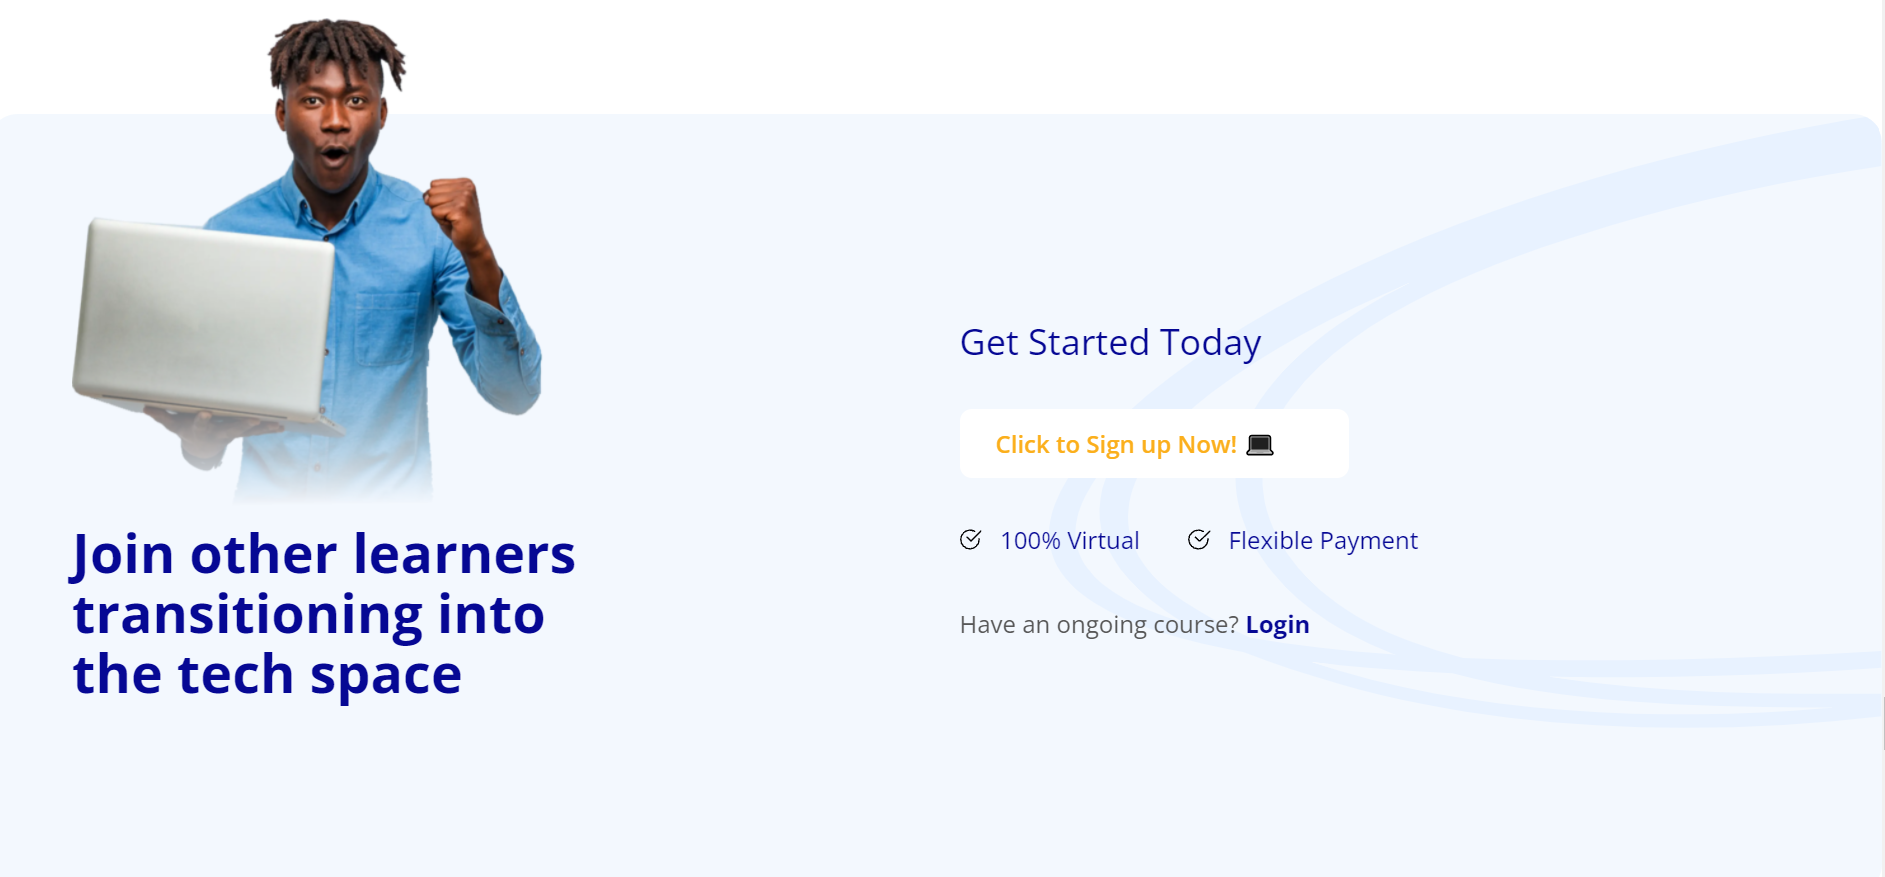 Join other learners
transitioning into
the tech space
Get Started Today
Click to Sign up Now! 💻
100% Virtual
Flexible Payment
Have an ongoing course? Login